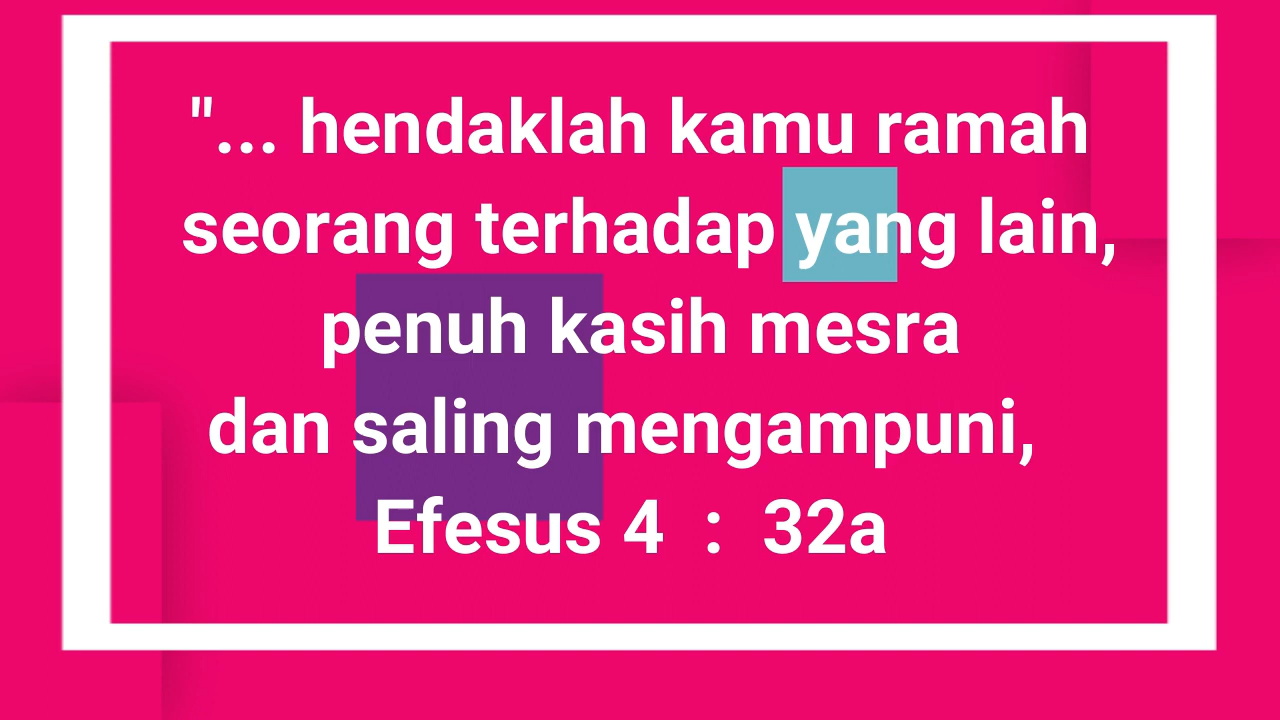 "... hendaklah kamu ramah
seorang terhadap yang lain,
penuh kasih mesra
dan saling mengampuni,
Efesus 4 : 32a